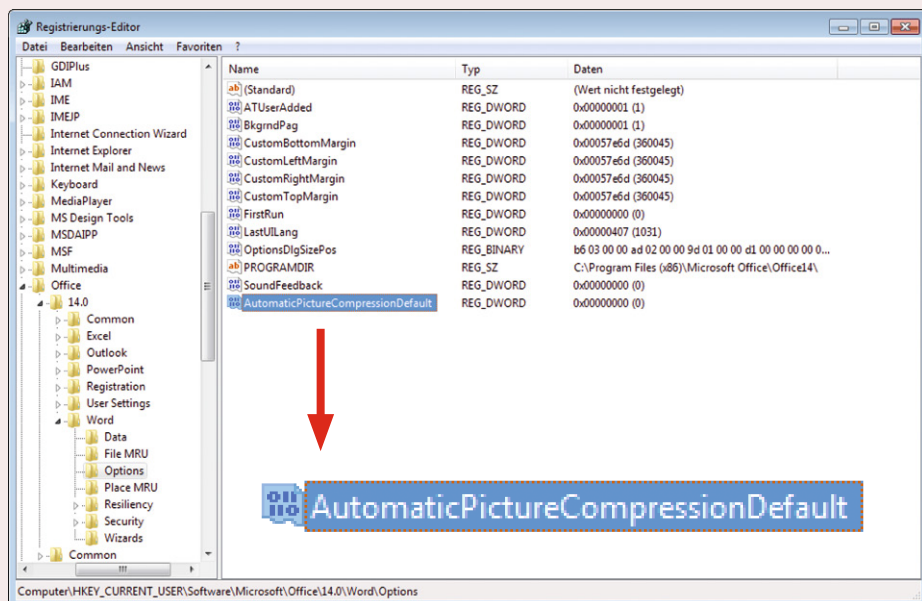 Registrierungs-Editor
Datei Bearbeiten Ansicht Favoriten ?
GDIPlus
IAM
IME
IMEJP
Internet Connection Wizard
Internet Explorer
Internet Mail and News
Keyboard
MediaPlayer
MS Design Tools
MSDAIPP
MSF
Multimedia
Office
14.0
Common
Excel
Outlook
PowerPoint
Registration
User Settings
Word
Data
File MRU
Options
Place MRU
Resiliency
Security
Wizards
Common
Name Typ Daten
(Standard) REG_SZ (Wert nicht festgelegt)
ATUserAdded REG_DWORD 0x00000001 (1)
BkgrndPag REG_DWORD 0x00000001 (1)
CustomBottomMargin REG_DWORD 0x00057e6d (360045)
CustomLeftMargin REG_DWORD 0x00057e6d (360045)
CustomRightMargin REG_DWORD 0x00057e6d (360045)
CustomTopMargin REG_DWORD 0x00057e6d (360045)
FirstRun REG_DWORD 0x00000000 (0)
LastUILang REG_DWORD 0x00000407 (1031)
OptionsDlgSizePos REG_BINARY b6 03 00 00 ad 02 00 00 9d 01 00 00 d1 00 00 00 00 0...
PROGRAMDIR REG_SZ C:\Program Files (x86)\Microsoft Office\Office14\
SoundFeedback REG_DWORD 0x00000000 (0)
AutomaticPictureCompressionDefault REG_DWORD 0x00000000 (0)
AutomaticPictureCompressionDefault
Computer\HKEY_CURRENT_USER\Software\Microsoft\Office\14.0\Word\Options